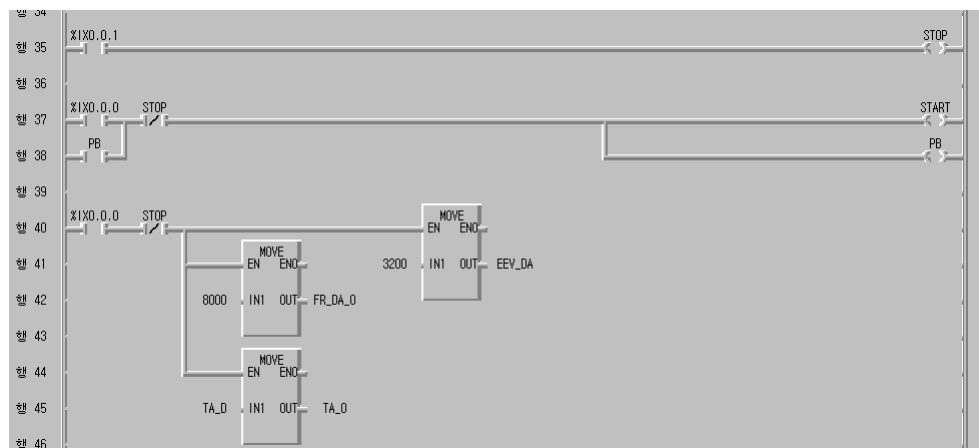 행 34
행 35 %IX0.0.1 STOP
행 36
행 37 %IX0.0.0 STOP START
행 38 PB PB
행 39
행 40 %IX0.0.0 STOP MOVE EN ENO
행 41 MOVE EN ENO 3200 IN1 OUT EEV_DA
행 42 8000 IN1 OUT FR_DA_0
행 43
행 44 MOVE EN ENO
행 45 TA_D IN1 OUT TA_0
행 46